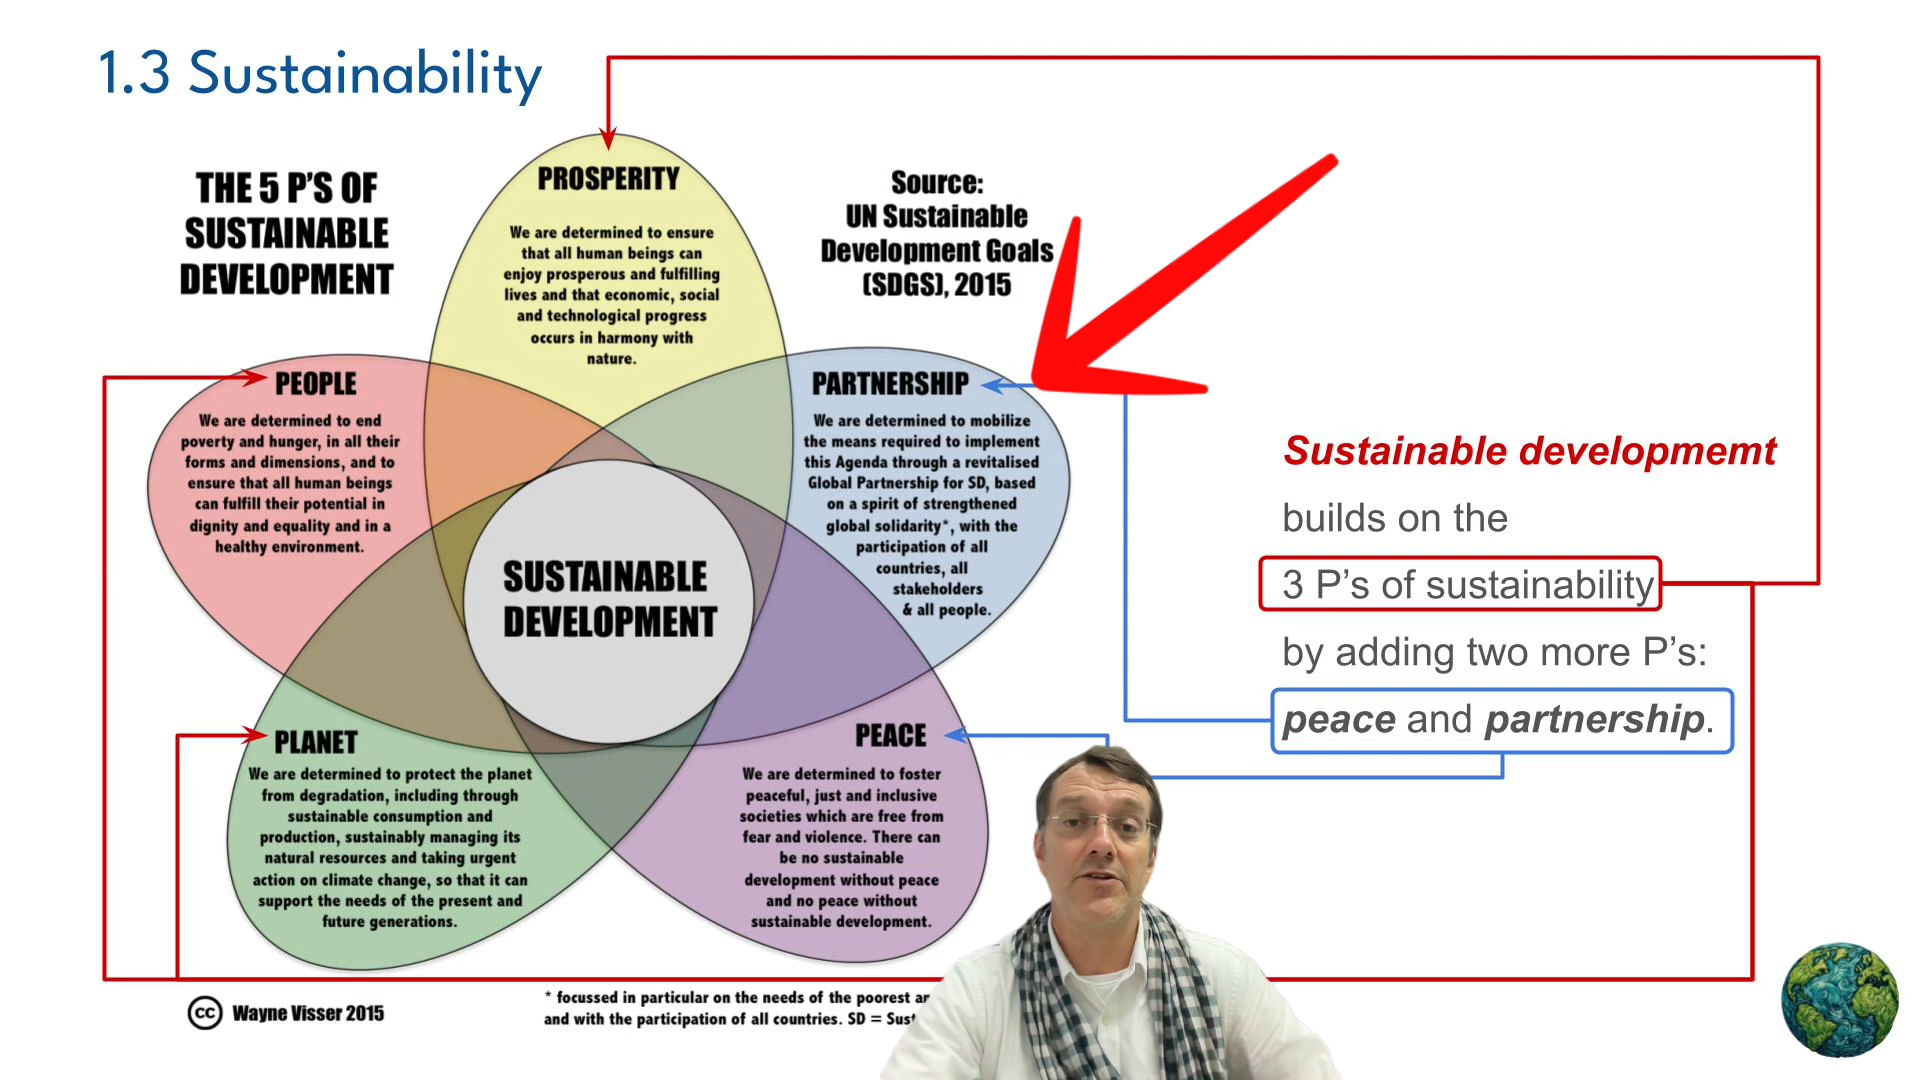 1.3 Sustainability
THE 5 P'S OF
SUSTAINABLE
DEVELOPMENT
PROSPERITY
We are determined to ensure
that all human beings can
enjoy prosperous and fulfilling
lives and that economic, social
and technological progress
occurs in harmony with
nature.
Source:
UN Sustainable
Development Goals
(SDGS), 2015
PEOPLE
We are determined to end
poverty and hunger, in all their
forms and dimensions, and to
ensure that all human beings
can fulfill their potential in
dignity and equality and in a
healthy environment.
PARTNERSHIP
We are determined to mobilize
the means required to implement
this Agenda through a revitalised
Global Partnership for SD, based
on a spirit of strengthened
global solidarity*, with the
participation of all
countries, all
stakeholders
& all people.
SUSTAINABLE
DEVELOPMENT
PLANET
We are determined to protect the planet
from degradation, including through
sustainable consumption and
production, sustainably managing its
natural resources and taking urgent
action on climate change, so that it can
support the needs of the present and
future generations.
PEACE
We are determined to foster
peaceful, just and inclusive
societies which are free from
fear and violence. There can
be no sustainable
development without peace
and no peace without
sustainable development.
Sustainable developmemt
builds on the
3 P's of sustainability
by adding two more P's:
peace and partnership.
cc Wayne Visser 2015
* focussed in particular on the needs of the poorest
and with the participation of all countries. SD =